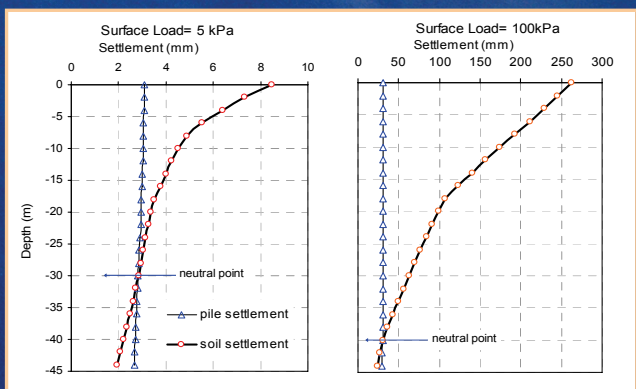 Surface Load= 5 kPa
Settlement (mm)
0 2 4 6 8 10
0
-5
-10
-15
-20
-25
-30
-35
-40
-45
Depth (m)
neutral point
pile settlement
soil settlement
Surface Load= 100kPa
Settlement (mm)
0 50 100 150 200 250 300
neutral point